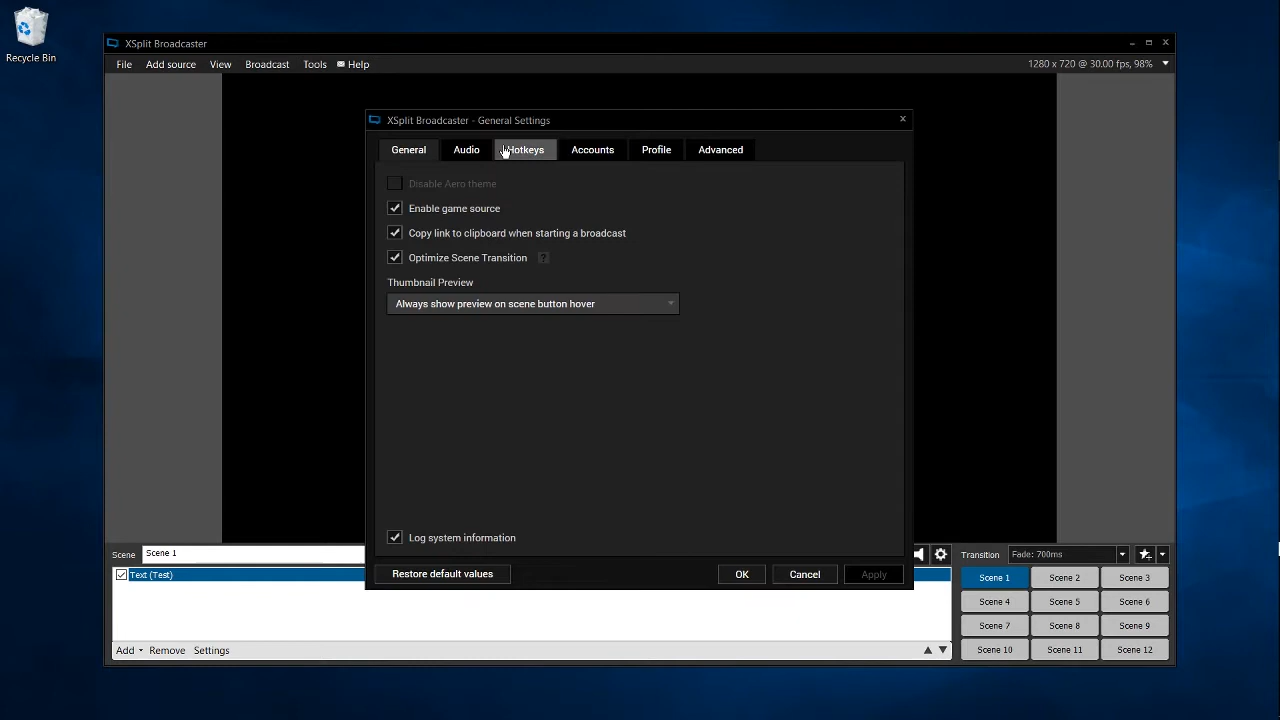 Recycle Bin
XSplit Broadcaster
File Add source View Broadcast Tools Help
1280 x 720 @ 30.00 fps, 98%
XSplit Broadcaster - General Settings
General Audio Hotkeys Accounts Profile Advanced
Disable Aero theme
Enable game source
Copy link to clipboard when starting a broadcast
Optimize Scene Transition ?
Thumbnail Preview
Always show preview on scene button hover
Log system information
Restore default values OK Cancel Apply
Scene Scene 1
Text (Test)
Add Remove Settings
Transition Fade: 700ms
Scene 1 Scene 2 Scene 3
Scene 4 Scene 5 Scene 6
Scene 7 Scene 8 Scene 9
Scene 10 Scene 11 Scene 12